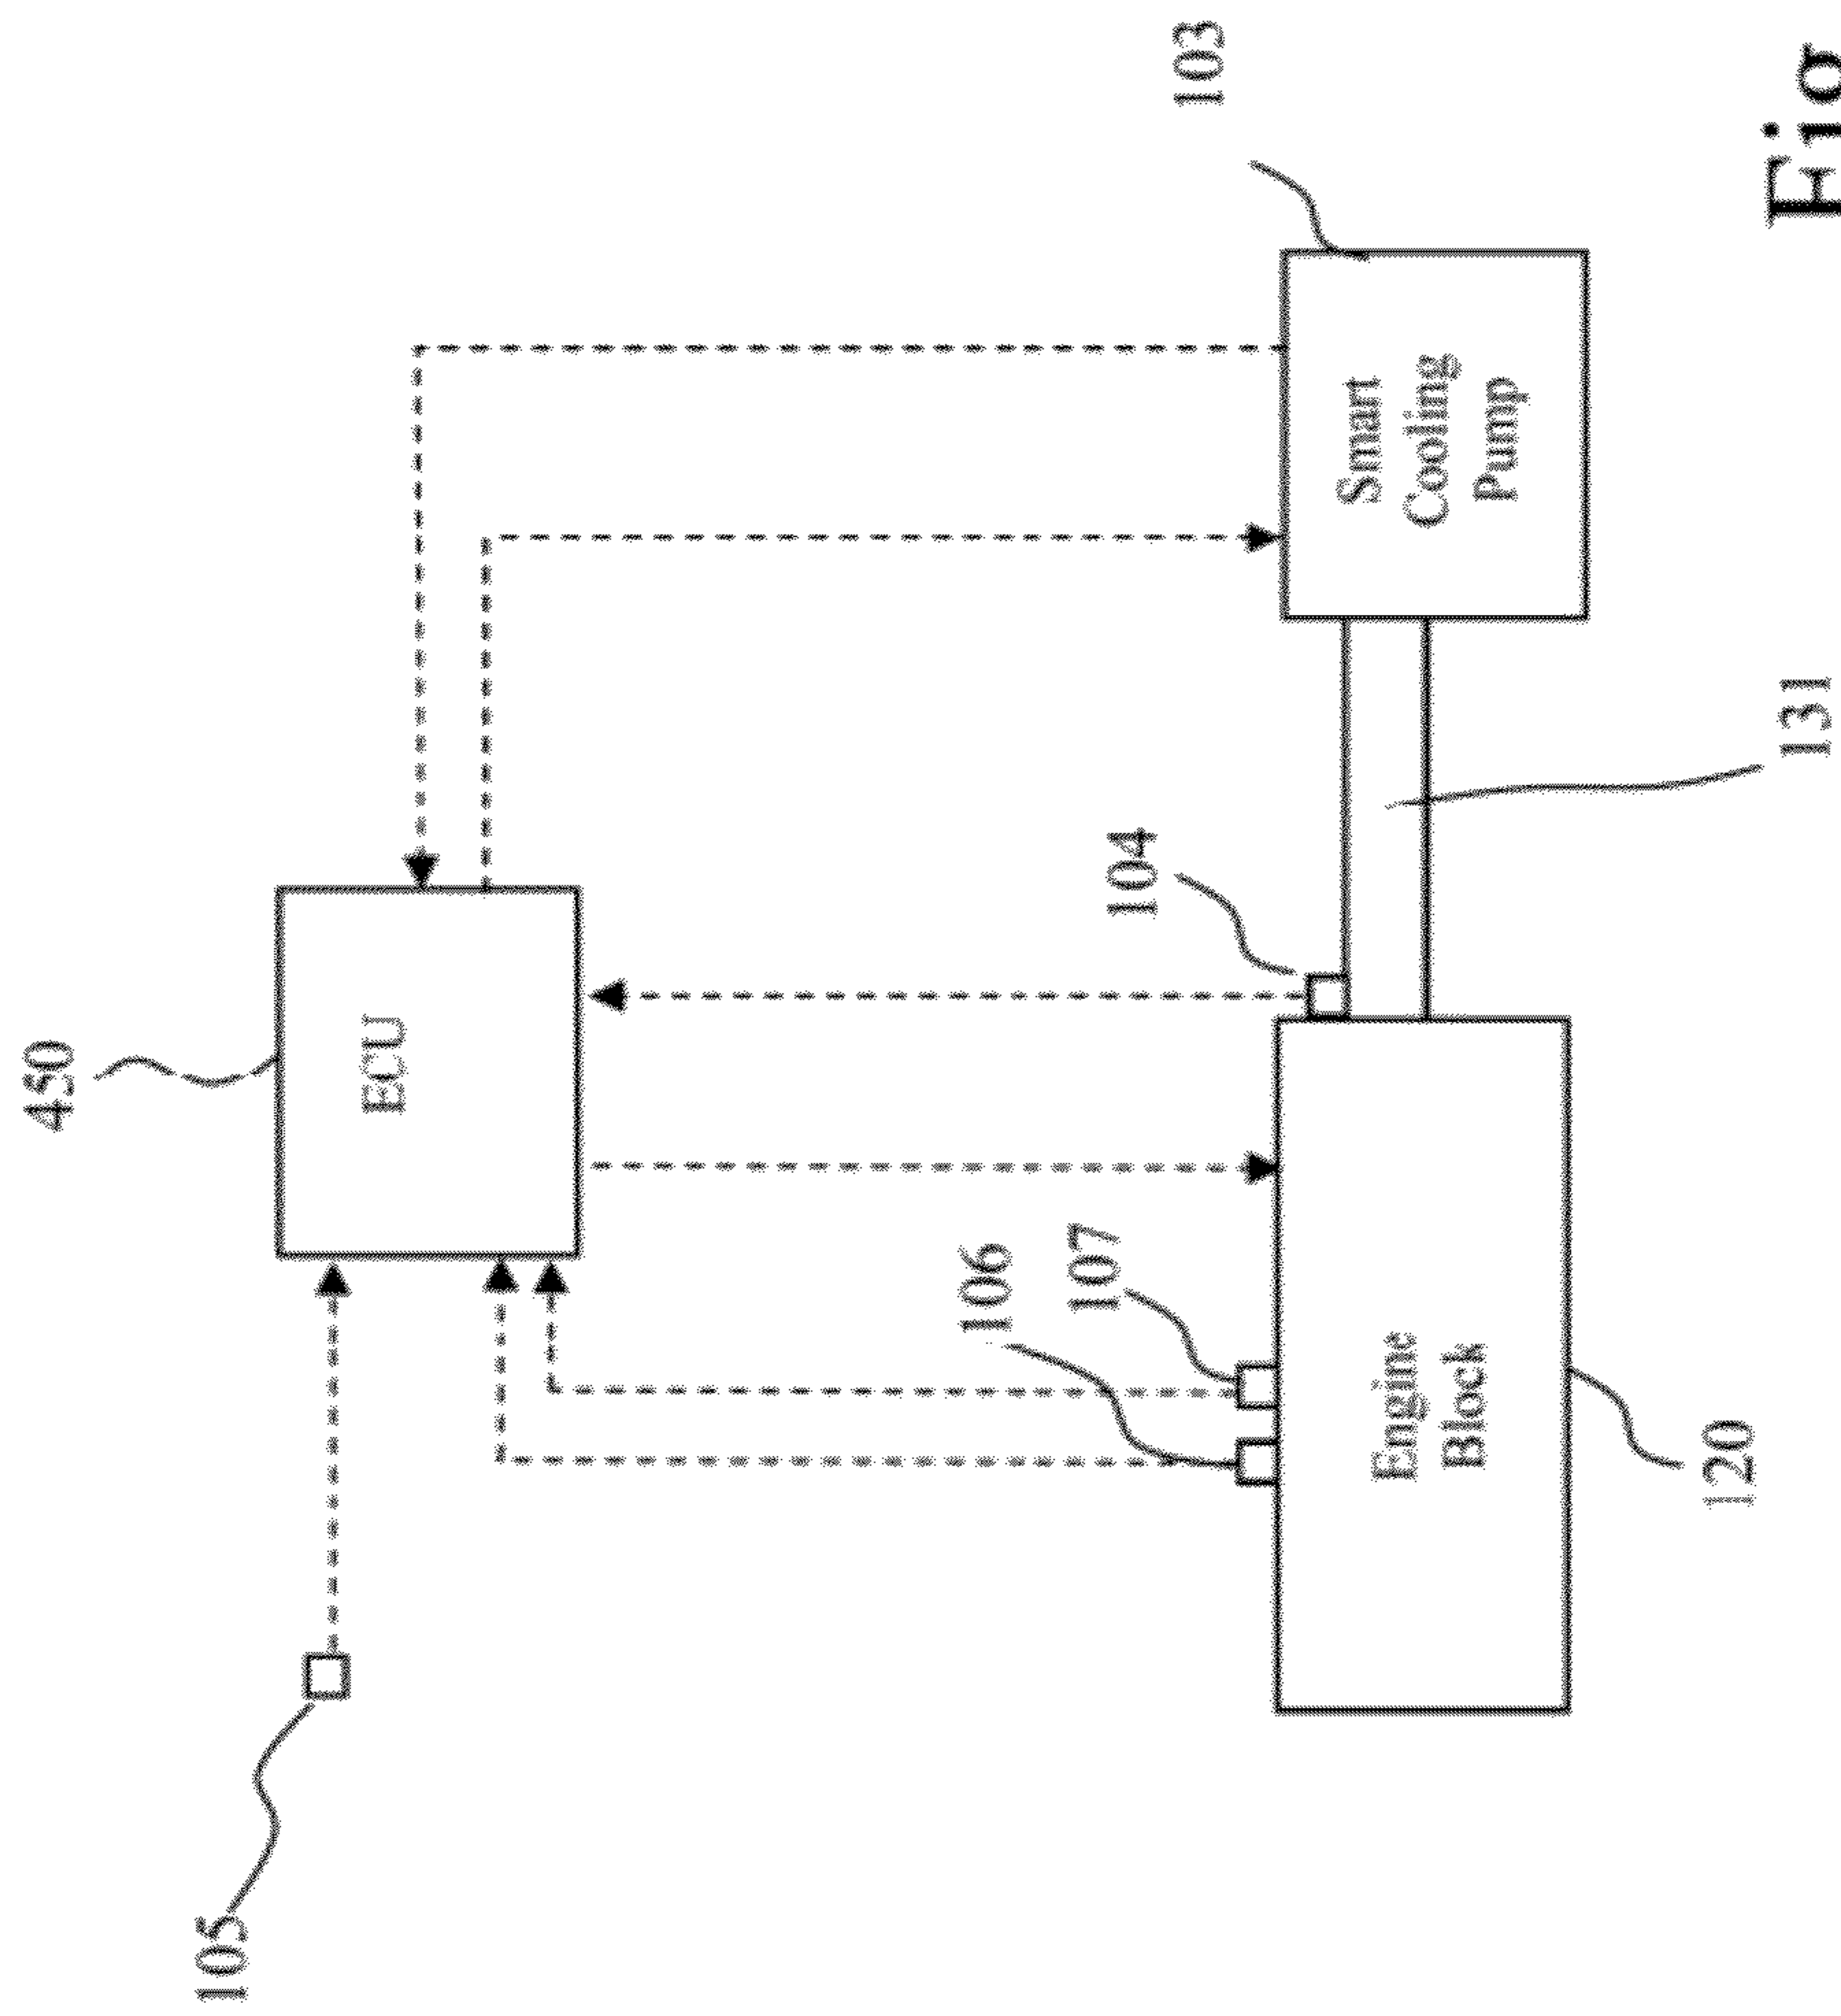 450
105
ECU
106
107
104
103
Engine
Block
Smart
Cooling
Pump
120
131
Fig